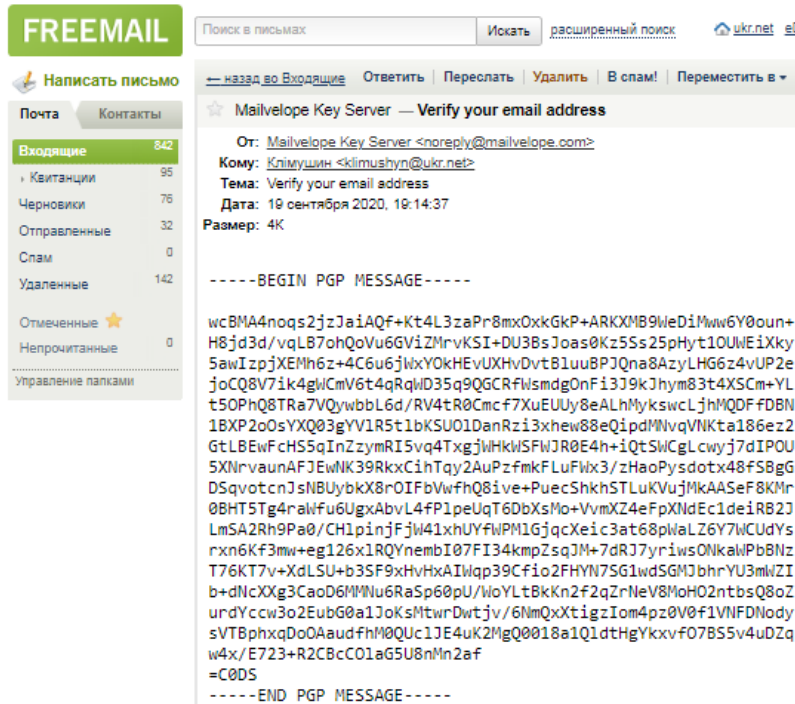 FREEMAIL
Поиск в письмах
Искать
расширенный поиск
ukr.net
Написать письмо
← назад во Входящие Ответить Переслать Удалить В спам! Переместить в
Почта Контакты
Mailvelope Key Server — Verify your email address
Входящие 842
Квитанции 95
Черновики 76
Отправленные 32
Спам 0
Удаленные 142
Отмеченные
Непрочитанные 0
Управление папками
От: Mailvelope Key Server <noreply@mailvelope.com>
Кому: Клімушин <klimushyn@ukr.net>
Тема: Verify your email address
Дата: 19 сентября 2020, 19:14:37
Размер: 4K
-----BEGIN PGP MESSAGE-----
wcBMA4noqs2jzJaiAQf+Kt4L3zaPr8mxOxkGkP+ARKXMB9WeDiMww6Y0oun+
H8jd3d/vqLB7ohQoVu6GViZMrvKSI+DU3BsJoas0Kz5Ss25pHyt1OUWEiXky
5awIzpjXEMh6z+4C6u6jWxYOkHEvUXHvDvtBluuBPJQna8AzyLHG6z4vUP2e
joCQ8V7ik4gWCmV6t4qRqWD35q9QGCRfWsmdgOnFi3J9kJhym83t4XSCm+YL
t5OPhQ8TRa7VQywbbL6d/RV4tR0Cmcf7XuEUUy8eALhMykswcLjhMQDFfDBN
1BXP2oOsYXQ03gYVlR5tlbKSUOlDanRzi3xhew88eQipdMNvqVNKta186ez2
GtLBEwFcHS5qInZzymRI5vq4TxgjWHkWSFWJR0E4h+iQtSWCgLcwyj7dIPOU
5XNrvaunAFJEwNK39RkxCihTqy2AuPzfmkFLuFWx3/zHaoPysdotx48fSBgG
DSqvotcnJsNBUybkX8rOIFbVwfhQ8ive+PuecShkhSTLuKVujMkAASeF8KMr
0BHT5Tg4raWfu6UgxAbvL4fPlpeUqT6DbXsMo+VvmXZ4eFpXNdEc1deiRB2J
LmSA2Rh9Pa0/CHlpinjFjW41xhUYfWPMlGjqcXeic3at68pWaLZ6Y7WCUdYs
rxn6Kf3mw+eg126xlRQYnembI07FI34kmpZsqJM+7dRJ7yriwsONkaWPbBNz
T76KT7v+XdLSU+b3SF9xHvHxAIWqp39Cfio2FHYN7SG1wdSGMJbhrYU3mWZI
b+dNcXXg3CaoD6MMNu6RaSp60pU/WoYLtBkKn2f2qZrNeV8MoHO2ntbsQ8oZ
urdYccw3o2EubG0a1JoKsMtwrDwtjv/6NmQxXtigzIom4pz0V0f1VNFDNody
sVTBphxqDoOAaudfhM0QUclJE4uK2MgQ0018a1QldtHgYkxvfO7BS5v4uDZq
w4x/E723+R2CBcCOlaG5U8nMn2af
=C0DS
-----END PGP MESSAGE-----